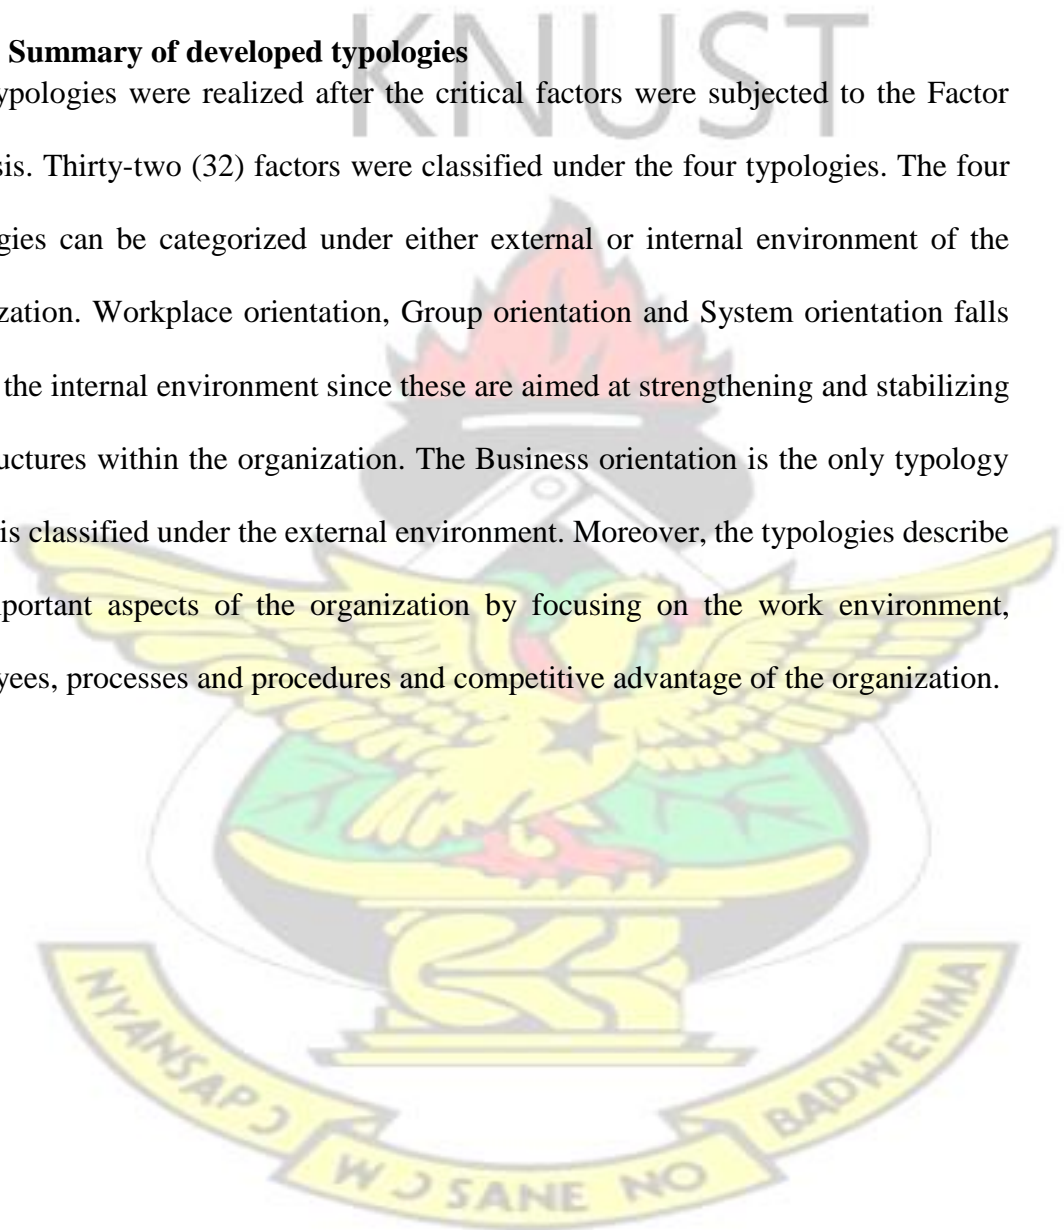 KNUST
Summary of developed typologies
ypologies were realized after the critical factors were subjected to the Factor
sis. Thirty-two (32) factors were classified under the four typologies. The four
gies can be categorized under either external or internal environment of the
zation. Workplace orientation, Group orientation and System orientation falls
the internal environment since these are aimed at strengthening and stabilizing
uctures within the organization. The Business orientation is the only typology
is classified under the external environment. Moreover, the typologies describe
mportant aspects of the organization by focusing on the work environment,
yees, processes and procedures and competitive advantage of the organization.
NYANSAPƆ
WƆSANE NO
BADWENMA